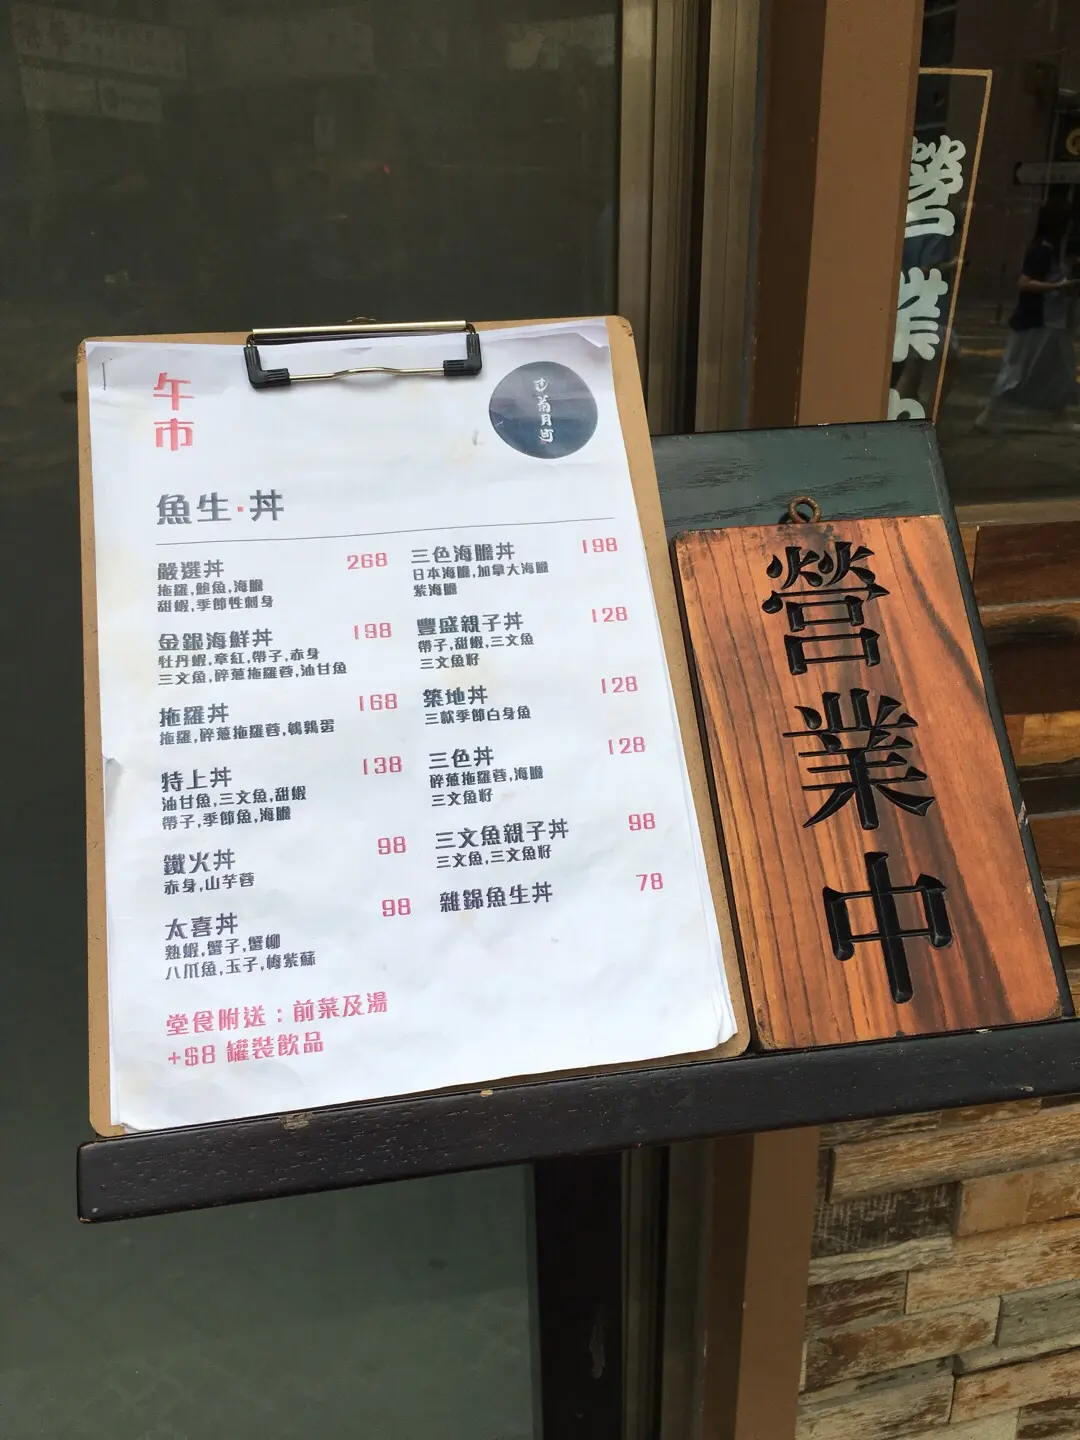 午市
魚生·丼
嚴選丼 268
拖羅,鮑魚,海膽
甜蝦,季節性刺身
金銀海鮮丼 198
牡丹蝦,章紅,帶子,赤身
三文魚,碎蔥拖羅蓉,油甘魚
拖羅丼 168
拖羅,碎蔥拖羅蓉,鵪鶉蛋
特上丼 138
油甘魚,三文魚,甜蝦
帶子,季節魚,海膽
鐵火丼 98
赤身,山芋蓉
太喜丼 98
熟蝦,蟹子,蟹柳
八爪魚,玉子,梅紫蘇
三色海膽丼 198
日本海膽,加拿大海膽
紫海膽
豐盛親子丼 128
帶子,甜蝦,三文魚
三文魚籽
築地丼 128
三款季節白身魚
三色丼 128
碎蔥拖羅蓉,海膽
三文魚籽
三文魚親子丼 98
三文魚,三文魚籽
雜錦魚生丼 78
堂食附送：前菜及湯
+$8 罐裝飲品
營業中
營業